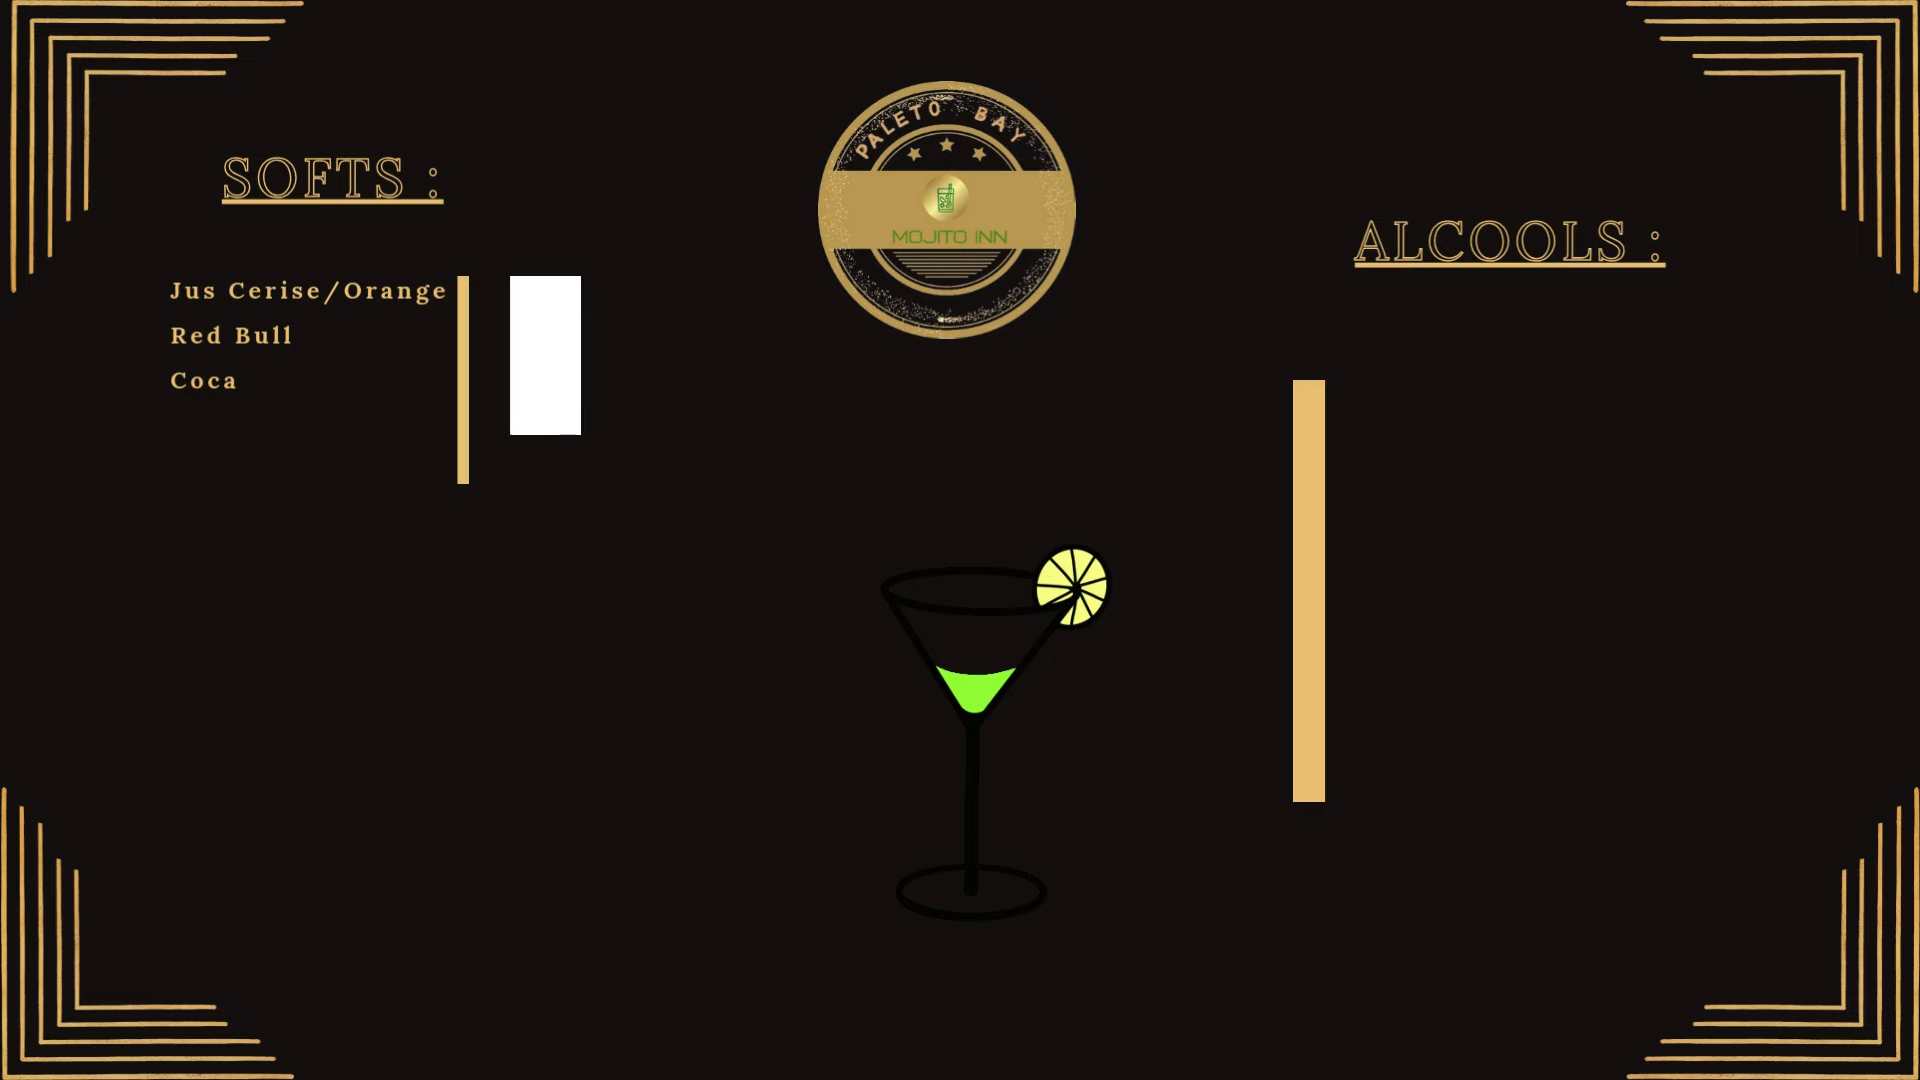 PALETO BAY
MOJITO INN
SOFTS :
Jus Cerise/Orange
Red Bull
Coca
ALCOOLS :